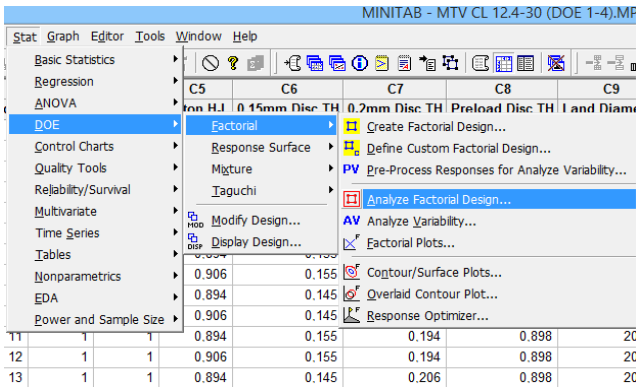 MINITAB - MTV CL 12.4-30 (DOE 1-4).MP
Stat Graph Editor Tools Window Help
Basic Statistics
Regression
ANOVA
DOE
Control Charts
Quality Tools
Reliability/Survival
Multivariate
Time Series
Tables
Nonparametrics
EDA
Power and Sample Size
Factorial
Response Surface
Mixture
Taguchi
MOD Modify Design...
DISP Display Design...
Create Factorial Design...
Define Custom Factorial Design...
PV Pre-Process Responses for Analyze Variability...
Analyze Factorial Design...
AV Analyze Variability...
Factorial Plots...
Contour/Surface Plots...
Overlaid Contour Plot...
Response Optimizer...
C5 C6 C7 C8 C9
0.15mm Disc TH 0.2mm Disc TH Preload Disc TH Land Diame
0.906 0.155
0.894 0.145
0.906 0.145
11 1 1 0.894 0.155 0.194 0.898 20
12 1 1 0.906 0.155 0.194 0.898 20
13 1 1 0.894 0.145 0.206 0.898 20